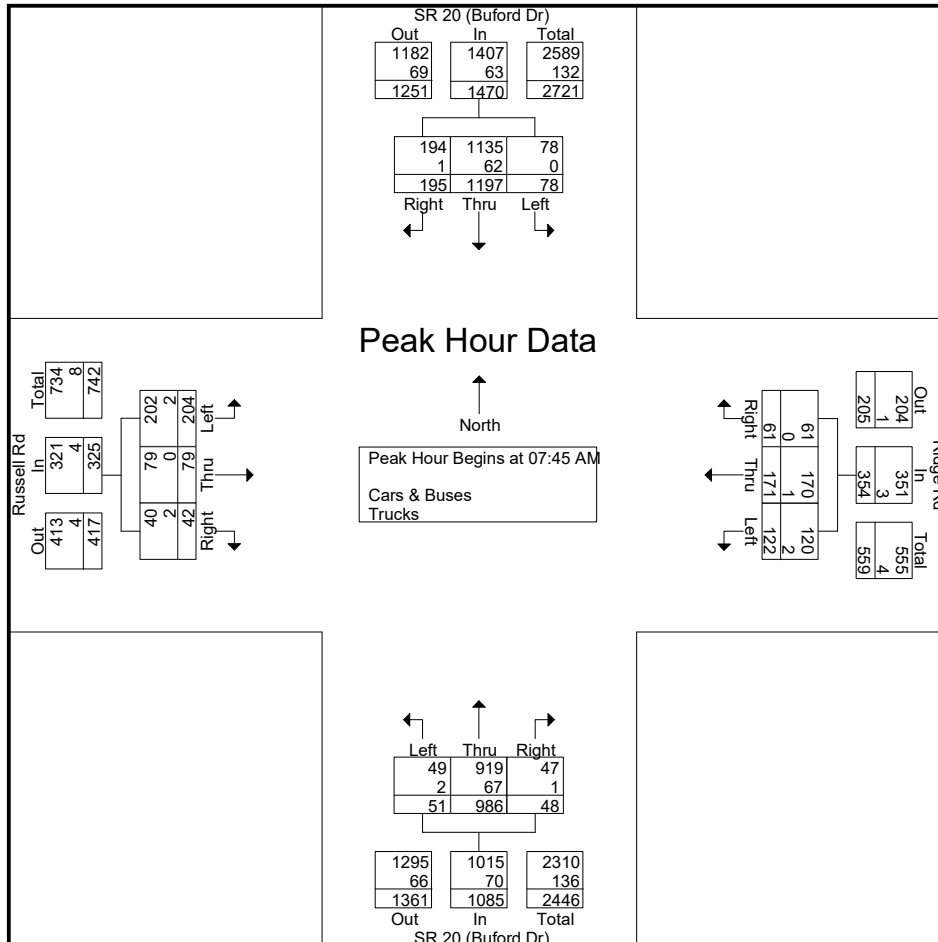 SR 20 (Buford Dr)
Out In Total
1182 1407 2589
69 63 132
1251 1470 2721
194 1135 78
1 62 0
195 1197 78
Right Thru Left
Peak Hour Data
North
Peak Hour Begins at 07:45 AM
Cars & Buses
Trucks
Russell Rd
Total In Out
734 321 413
8 4 4
742 325 417
202 79 40
2 0 2
204 79 42
Left Thru Right
Right Thru Left
61 171 122
0 1 2
61 170 120
Out In Total
205 354 559
1 3 4
204 351 555
Ridge Rd
Left Thru Right
49 919 47
2 67 1
51 986 48
1295 1015 2310
66 70 136
1361 1085 2446
Out In Total
SR 20 (Buford Dr)